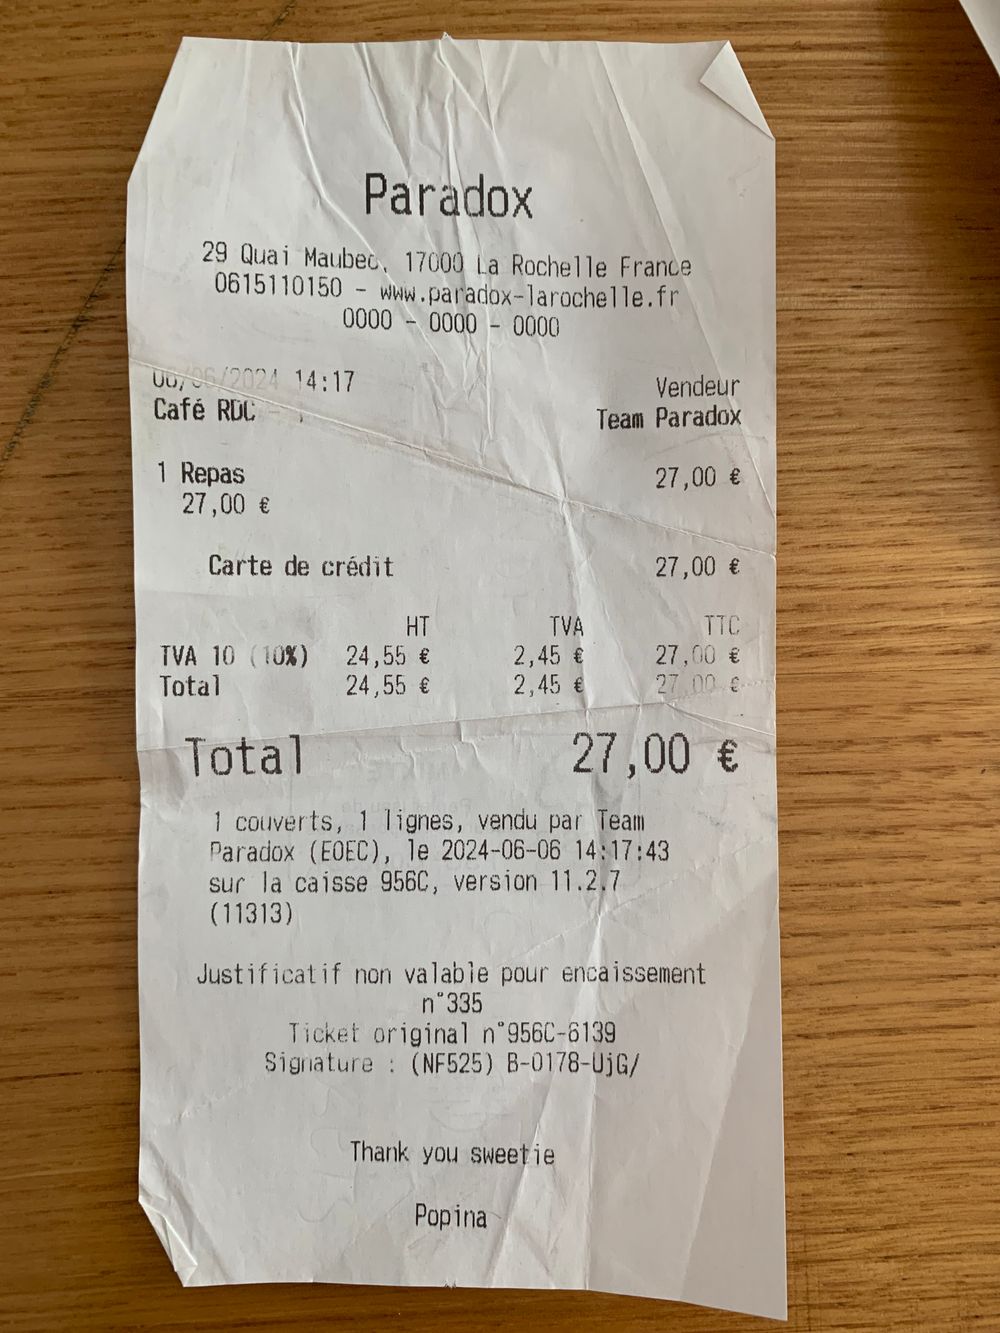 Paradox
29 Quai Maubec, 17000 La Rochelle France
0615110150 - www.paradox-larochelle.fr
0000 - 0000 - 0000
06/06/2024 14:17 Vendeur
Café RDC - Team Paradox
1 Repas 27,00 €
27,00 €
Carte de crédit 27,00 €
HT TVA TTC
TVA 10 (10%) 24,55 € 2,45 € 27,00 €
Total 24,55 € 2,45 € 27,00 €
Total 27,00 €
1 couverts, 1 lignes, vendu par Team
Paradox (EOEC), le 2024-06-06 14:17:43
sur la caisse 956C, version 11.2.7
(11313)
Justificatif non valable pour encaissement
n°335
Ticket original n°956C-6139
Signature : (NF525) B-0178-UjG/
Thank you sweetie
Popina